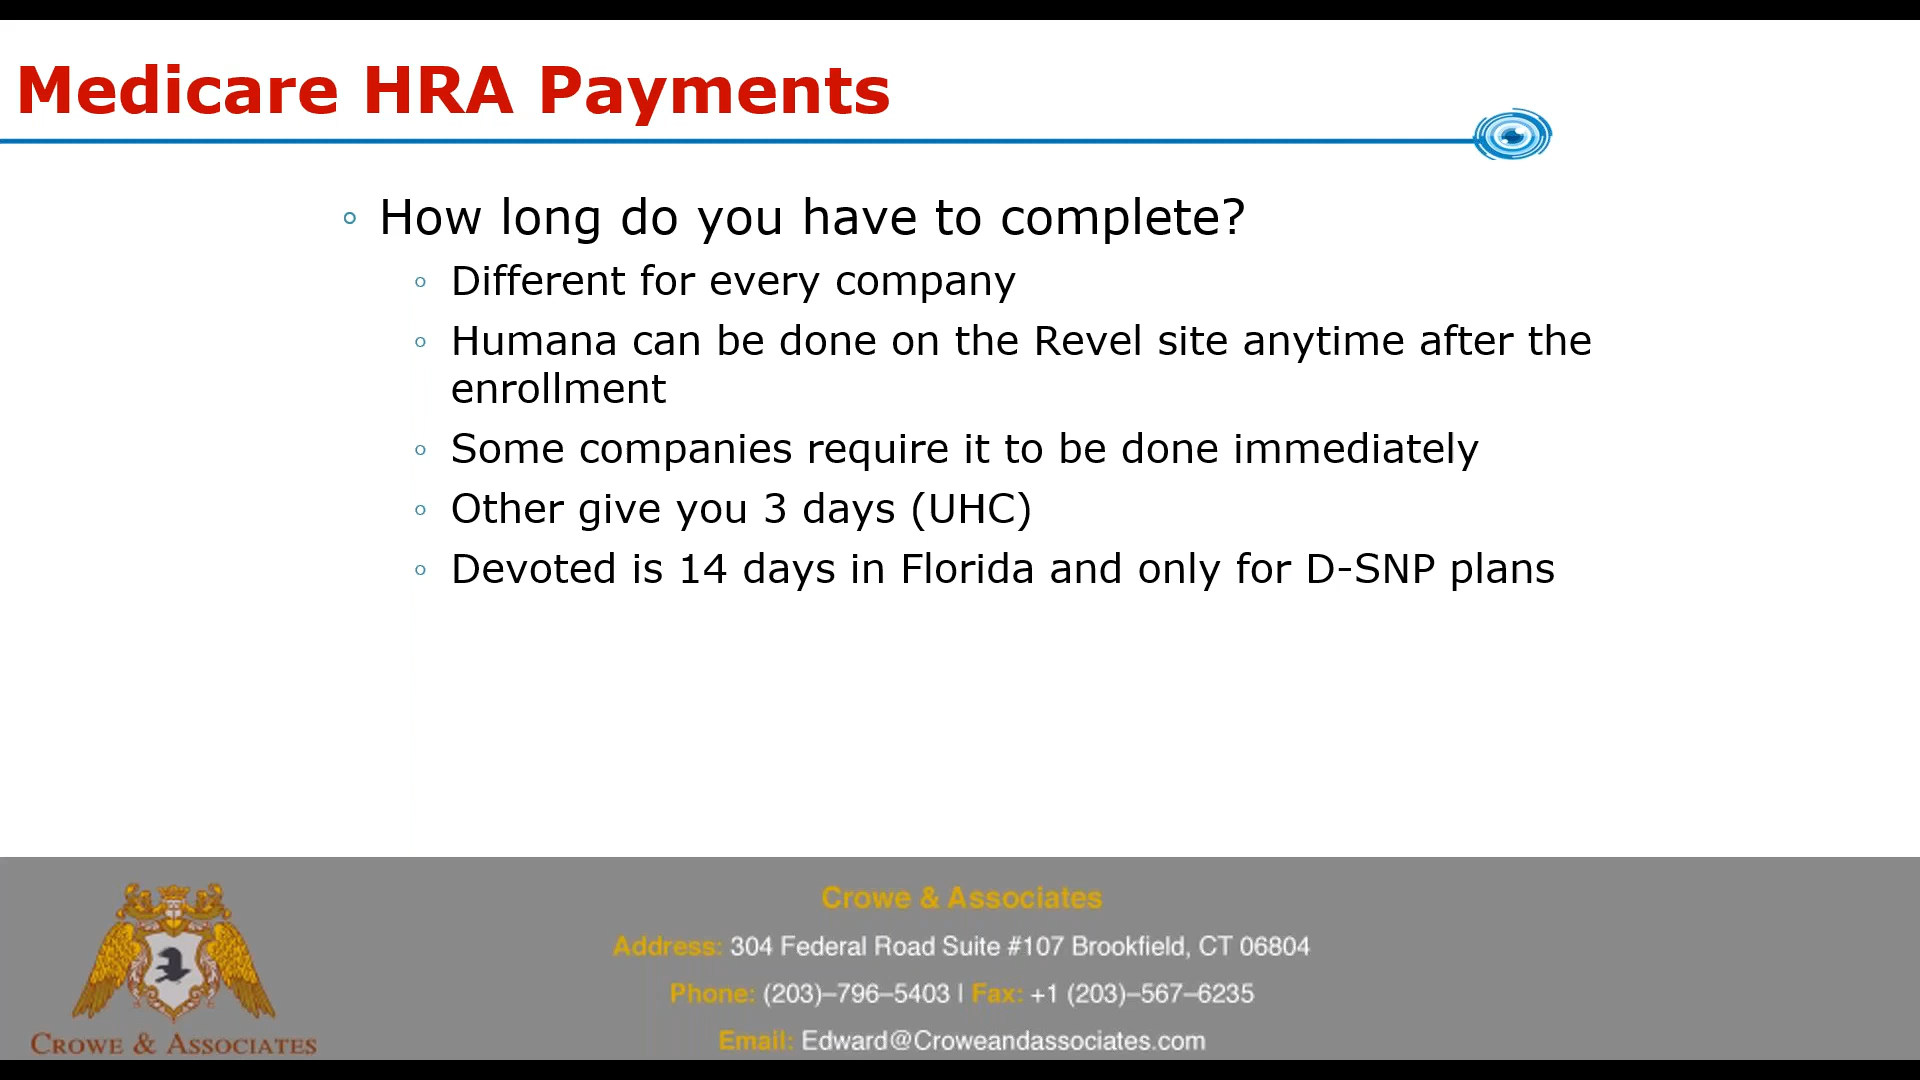 Medicare HRA Payments
◦ How long do you have to complete?
◦ Different for every company
◦ Humana can be done on the Revel site anytime after the
enrollment
◦ Some companies require it to be done immediately
◦ Other give you 3 days (UHC)
◦ Devoted is 14 days in Florida and only for D-SNP plans
Crowe & Associates
Address: 304 Federal Road Suite #107 Brookfield, CT 06804
Phone: (203)–796–5403 | Fax: +1 (203)–567–6235
Email: Edward@Croweandassociates.com
Crowe & Associates